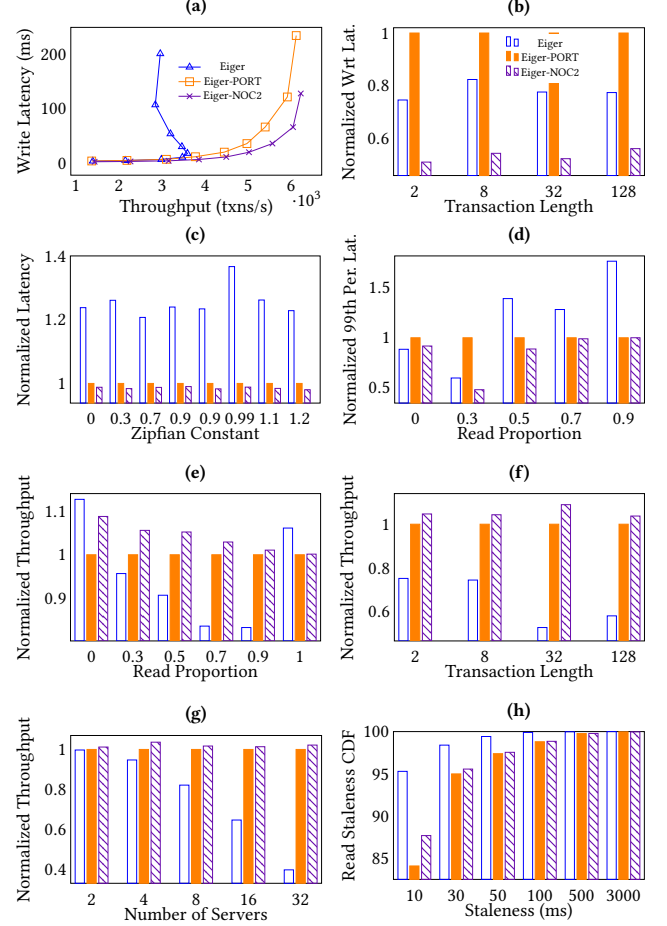 (a)
Write Latency (ms)
200
100
0
1 2 3 4 5 6
·10³
Throughput (txns/s)
Eiger
Eiger-PORT
Eiger-NOC2
(b)
Normalized Wrt Lat.
1
0.8
0.6
Eiger
Eiger-PORT
Eiger-NOC2
2 8 32 128
Transaction Length
(c)
Normalized Latency
1.4
1.2
1
0 0.3 0.7 0.9 0.9 0.99 1.1 1.2
Zipfian Constant
(d)
Normalized 99th Per. Lat.
1.5
1
0.5
0 0.3 0.5 0.7 0.9
Read Proportion
(e)
Normalized Throughput
1.1
1
0.9
0 0.3 0.5 0.7 0.9 1
Read Proportion
(f)
Normalized Throughput
1
0.8
0.6
2 8 32 128
Transaction Length
(g)
Normalized Throughput
1
0.8
0.6
0.4
2 4 8 16 32
Number of Servers
(h)
Read Staleness CDF
100
95
90
85
10 30 50 100 500 3000
Staleness (ms)